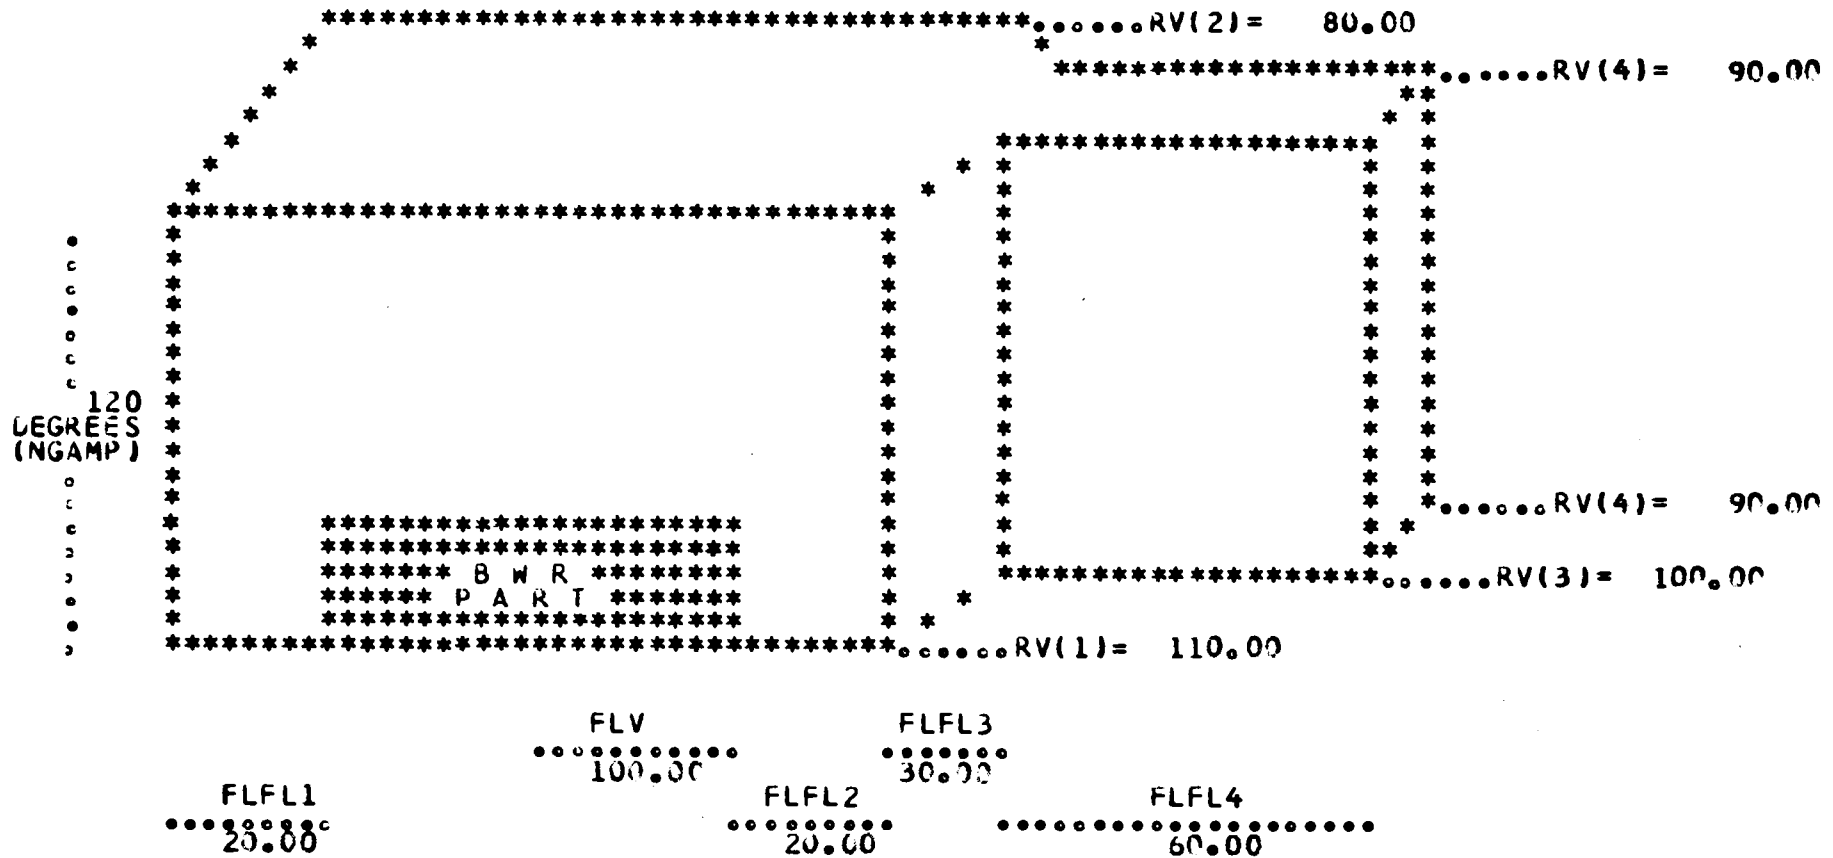 RV(2)= 80.00
RV(4)= 90.00
120
DEGREES
(NGAMP)
RV(4)= 90.00
BWR
PART
RV(3)= 100.00
RV(1)= 110.00
FLV FLFL3
100.00 30.00
FLFL1 FLFL2 FLFL4
20.00 20.00 60.00